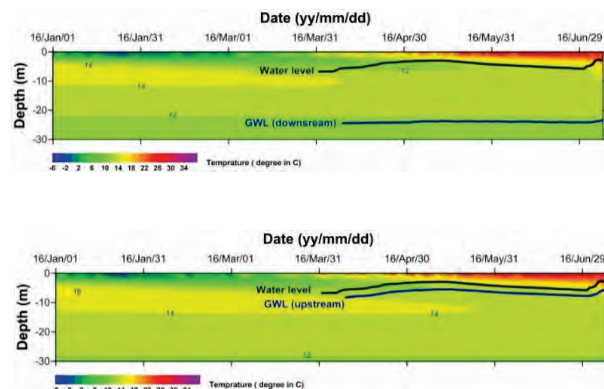 Date (yy/mm/dd)
16/Jan/01 16/Jan/31 16/Mar/01 16/Mar/31 16/Apr/30 16/May/31 16/Jun/29
0
-10
-20
-30
Depth (m)
14
14
12
12
Water level
GWL (downsream)
-6 -2 2 6 10 14 18 22 26 30 34
Temprature ( degree in C)
Date (yy/mm/dd)
16/Jan/01 16/Jan/31 16/Mar/01 16/Mar/31 16/Apr/30 16/May/31 16/Jun/29
0
-10
-20
-30
Depth (m)
16
14
14
12
Water level
GWL (upstream)
Temprature ( degree in C)